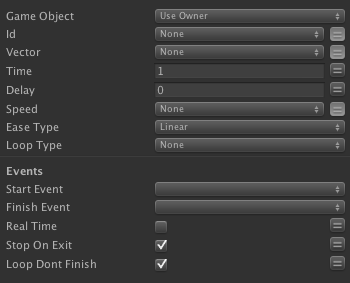 Game Object Use Owner
Id None
Vector None
Time 1
Delay 0
Speed None
Ease Type Linear
Loop Type None
Events
Start Event
Finish Event
Real Time
Stop On Exit
Loop Dont Finish